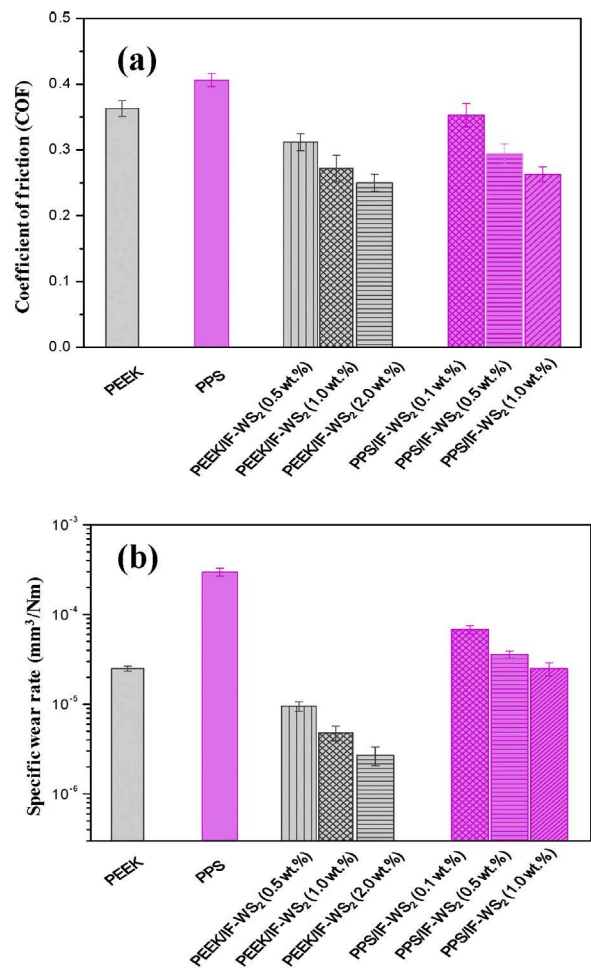 (a)
Coefficient of friction (COF)
0.5
0.4
0.3
0.2
0.1
0.0
PEEK
PPS
PEEK/IF-WS₂(0.5 wt.%)
PEEK/IF-WS₂(1.0 wt.%)
PEEK/IF-WS₂(2.0 wt.%)
PPS/IF-WS₂(0.1 wt.%)
PPS/IF-WS₂(0.5 wt.%)
PPS/IF-WS₂(1.0 wt.%)
(b)
Specific wear rate (mm³/Nm)
10⁻³
10⁻⁴
10⁻⁵
10⁻⁶
PEEK
PPS
PEEK/IF-WS₂(0.5 wt.%)
PEEK/IF-WS₂(1.0 wt.%)
PEEK/IF-WS₂(2.0 wt.%)
PPS/IF-WS₂(0.1 wt.%)
PPS/IF-WS₂(0.5 wt.%)
PPS/IF-WS₂(1.0 wt.%)